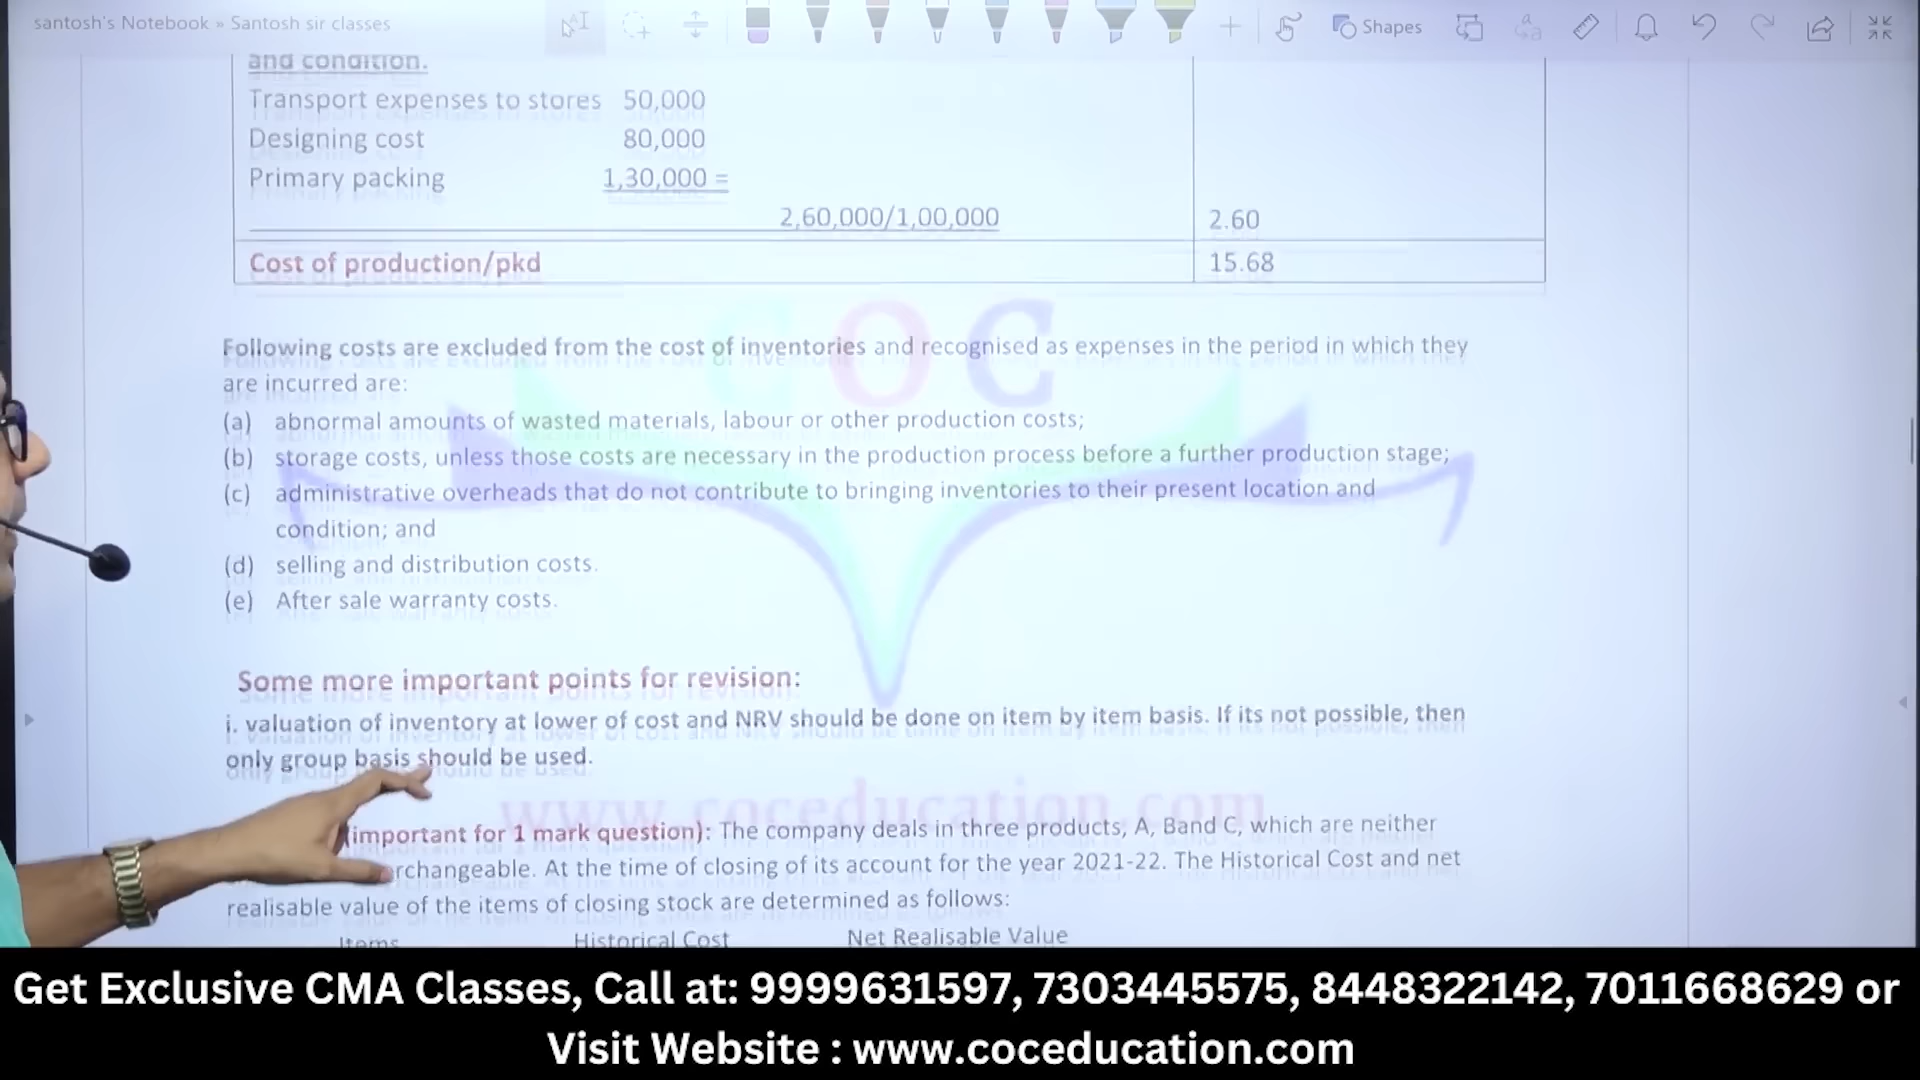 santosh's Notebook » Santosh sir classes
Shapes
and condition.
Transport expenses to stores 50,000
Designing cost 80,000
Primary packing 1,30,000 =
2,60,000/1,00,000 2.60
Cost of production/pkd 15.68
COC
Following costs are excluded from the cost of inventories and recognised as expenses in the period in which they
are incurred are:
(a) abnormal amounts of wasted materials, labour or other production costs;
(b) storage costs, unless those costs are necessary in the production process before a further production stage;
(c) administrative overheads that do not contribute to bringing inventories to their present location and
condition; and
(d) selling and distribution costs.
(e) After sale warranty costs.
Some more important points for revision:
i. valuation of inventory at lower of cost and NRV should be done on item by item basis. If its not possible, then
only group basis should be used.
www.coceducation.com
(important for 1 mark question): The company deals in three products, A, Band C, which are neither
rchangeable. At the time of closing of its account for the year 2021-22. The Historical Cost and net
realisable value of the items of closing stock are determined as follows:
Items Historical Cost Net Realisable Value
Get Exclusive CMA Classes, Call at: 9999631597, 7303445575, 8448322142, 7011668629 or
Visit Website : www.coceducation.com